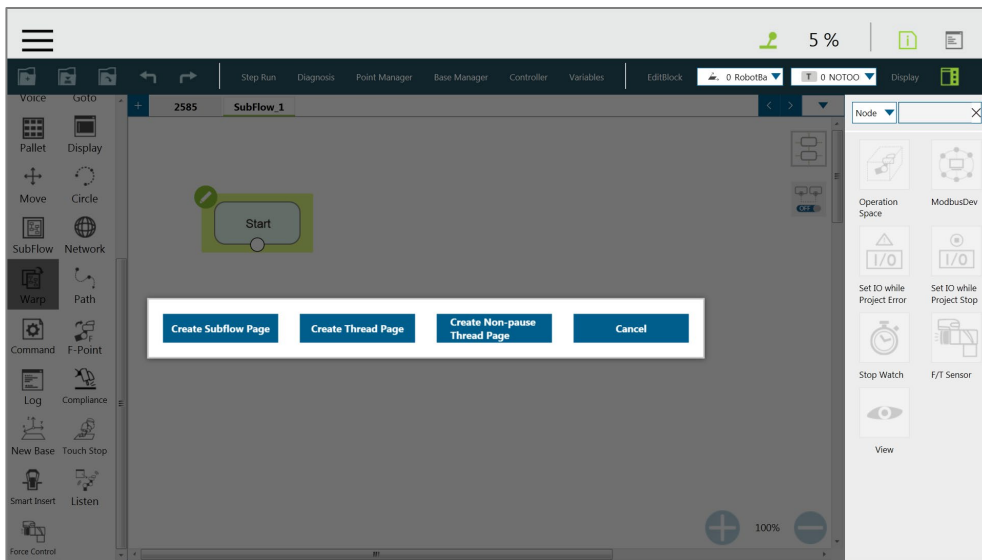 5 %
Step Run Diagnosis Point Manager Base Manager Controller Variables EditBlock 0 RobotBa T 0 NOTOO Display
Voice Goto
+ 2585 SubFlow_1 < >
Node
Pallet Display
Move Circle
SubFlow Network
Warp Path
Command F-Point
Log Compliance
New Base Touch Stop
Smart Insert Listen
Force Control
OFF
Start
Create Subflow Page
Create Thread Page
Create Non-pause
Thread Page
Cancel
100%
Operation
Space
ModbusDev
I/O I/O
Set IO while
Project Error
Set IO while
Project Stop
Stop Watch F/T Sensor
View